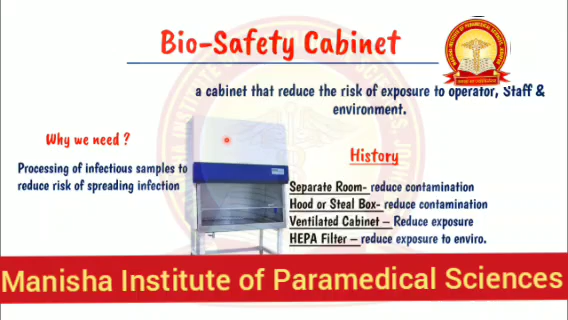 Bio-Safety Cabinet
a cabinet that reduce the risk of exposure to operator, Staff &
environment.
Why we need ?
Processing of infectious samples to
reduce risk of spreading infection
History
Separate Room- reduce contamination
Hood or Steal Box- reduce contamination
Ventilated Cabinet – Reduce exposure
HEPA Filter – reduce exposure to enviro.
Manisha Institute of Paramedical Sciences